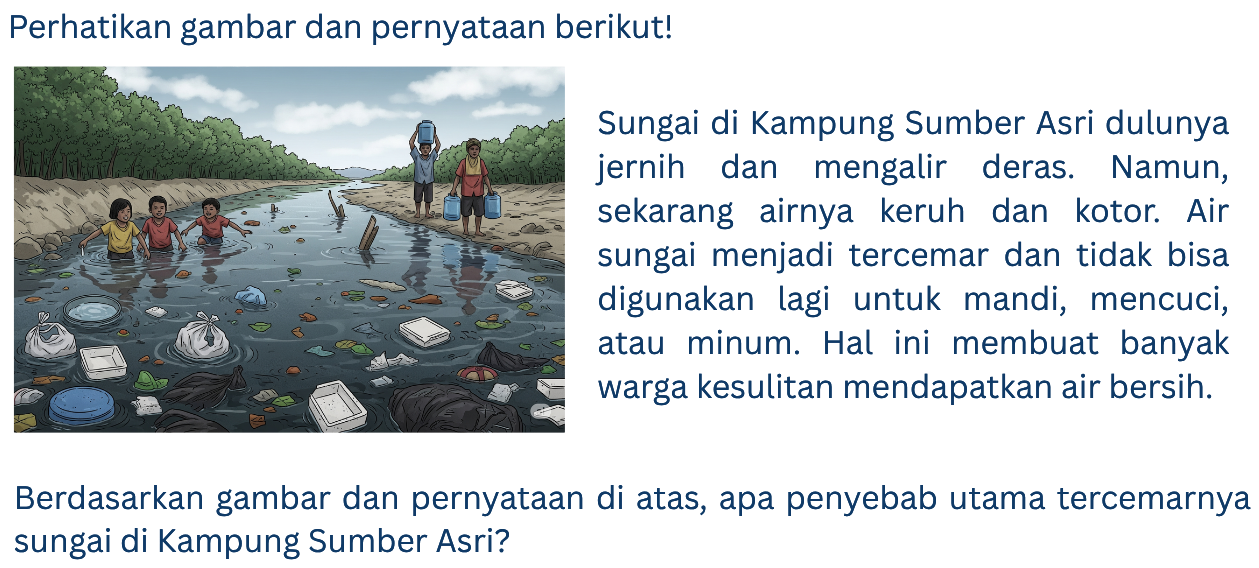 Perhatikan gambar dan pernyataan berikut!
Sungai di Kampung Sumber Asri dulunya
jernih dan mengalir deras. Namun,
sekarang airnya keruh dan kotor. Air
sungai menjadi tercemar dan tidak bisa
digunakan lagi untuk mandi, mencuci,
atau minum. Hal ini membuat banyak
warga kesulitan mendapatkan air bersih.
Berdasarkan gambar dan pernyataan di atas, apa penyebab utama tercemarnya
sungai di Kampung Sumber Asri?